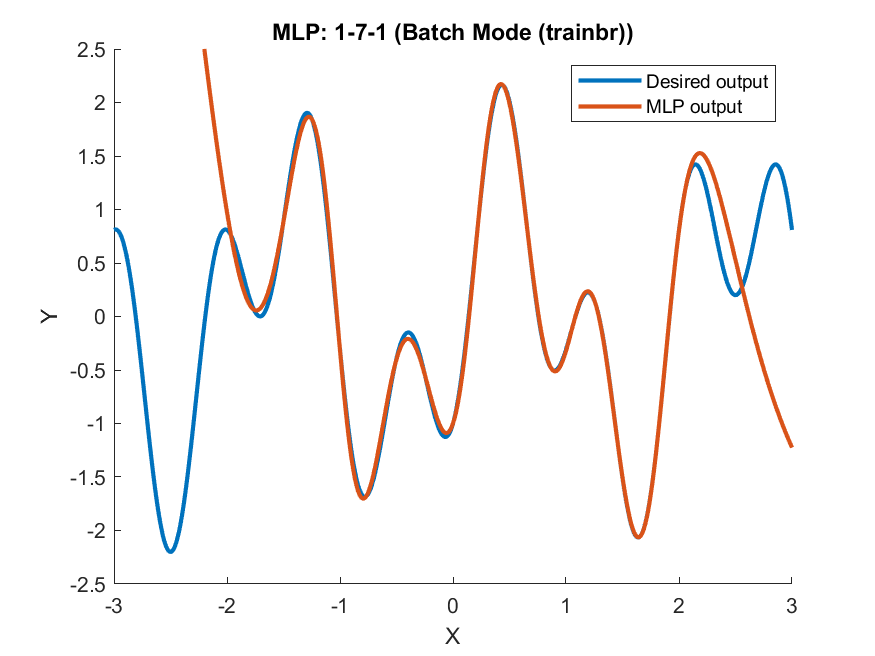 MLP: 1-7-1 (Batch Mode (trainbr))
Desired output
MLP output
2.5
2
1.5
1
0.5
0
-0.5
-1
-1.5
-2
-2.5
Y
-3 -2 -1 0 1 2 3
X